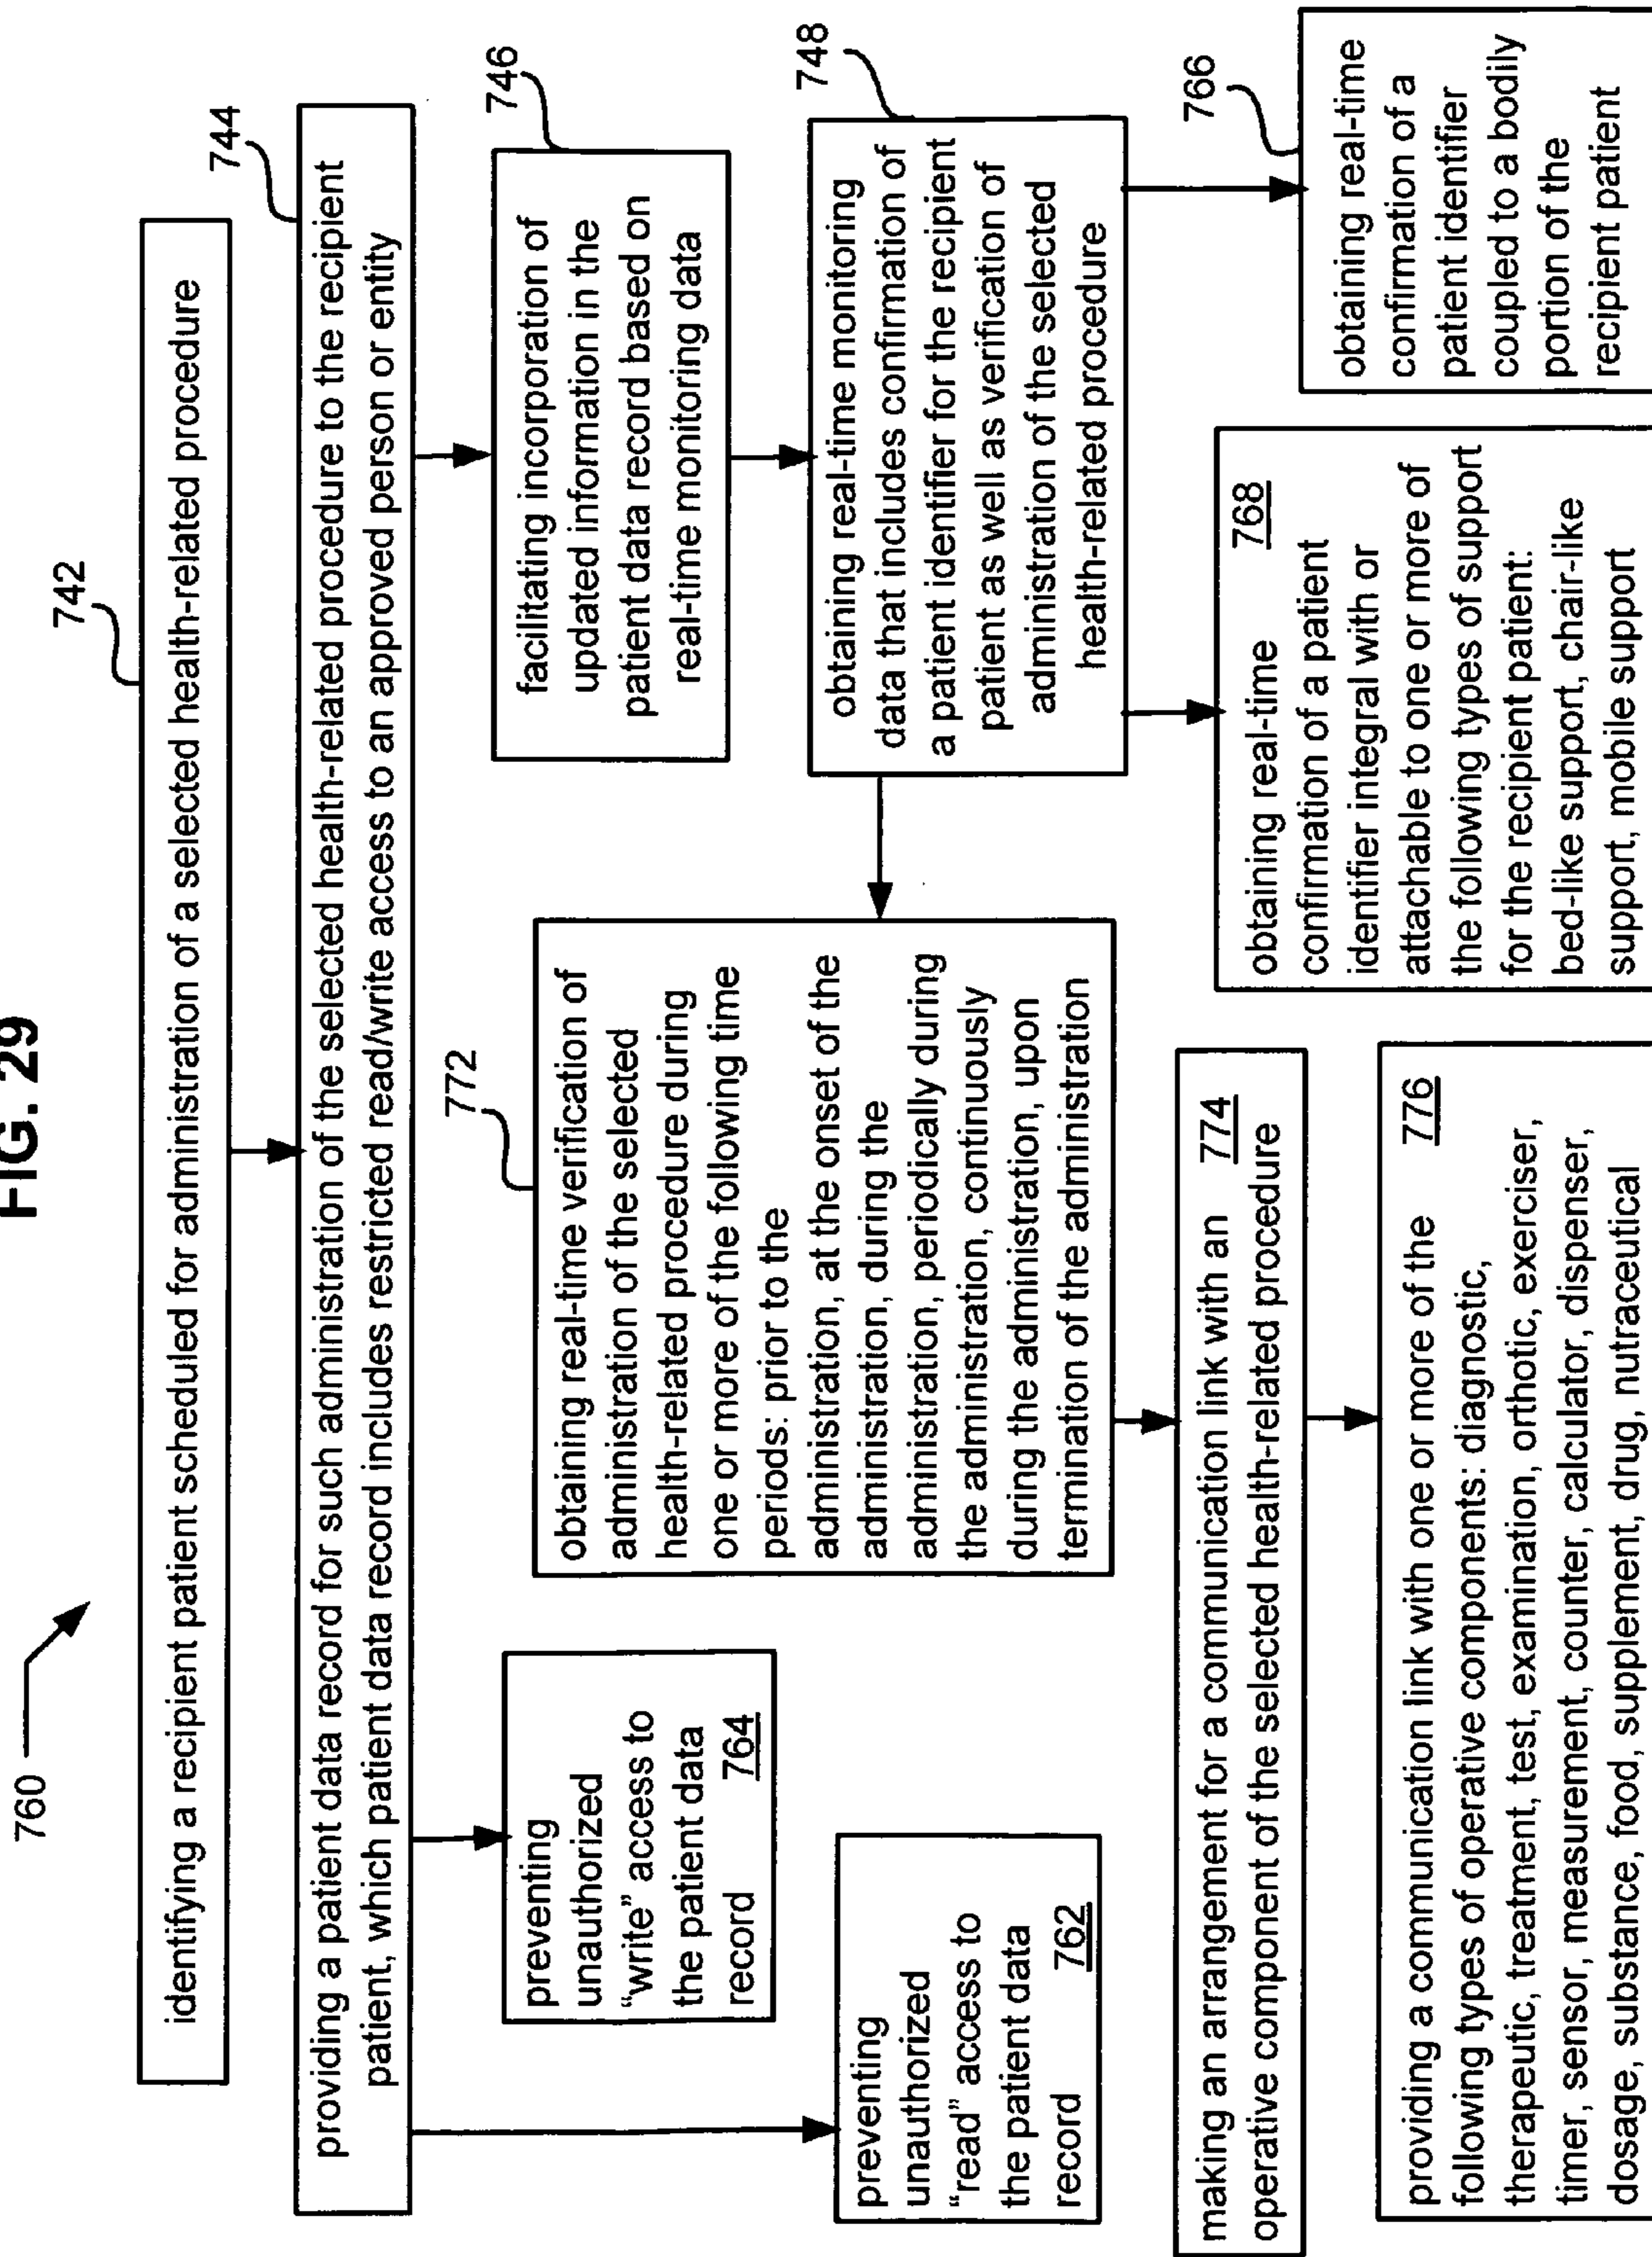 FIG. 29
760
742
identifying a recipient patient scheduled for administration of a selected health-related procedure
744
providing a patient data record for such administration of the selected health-related procedure to the recipient
patient, which patient data record includes restricted read/write access to an approved person or entity
746
facilitating incorporation of
updated information in the
patient data record based on
real-time monitoring data
748
obtaining real-time monitoring
data that includes confirmation of
a patient identifier for the recipient
patient as well as verification of
administration of the selected
health-related procedure
766
obtaining real-time
confirmation of a
patient identifier
coupled to a bodily
portion of the
recipient patient
768
obtaining real-time
confirmation of a patient
identifier integral with or
attachable to one or more of
the following types of support
for the recipient patient:
bed-like support, chair-like
support, mobile support
772
obtaining real-time verification of
administration of the selected
health-related procedure during
one or more of the following time
periods: prior to the
administration, at the onset of the
administration, during the
administration, periodically during
the administration, continuously
during the administration, upon
termination of the administration
preventing
unauthorized
“write” access to
the patient data
record 764
preventing
unauthorized
“read” access to
the patient data
record 762
making an arrangement for a communication link with an 774
operative component of the selected health-related procedure
providing a communication link with one or more of the 776
following types of operative components: diagnostic,
therapeutic, treatment, test, examination, orthotic, exerciser,
timer, sensor, measurement, counter, calculator, dispenser,
dosage, substance, food, supplement, drug, nutraceutical